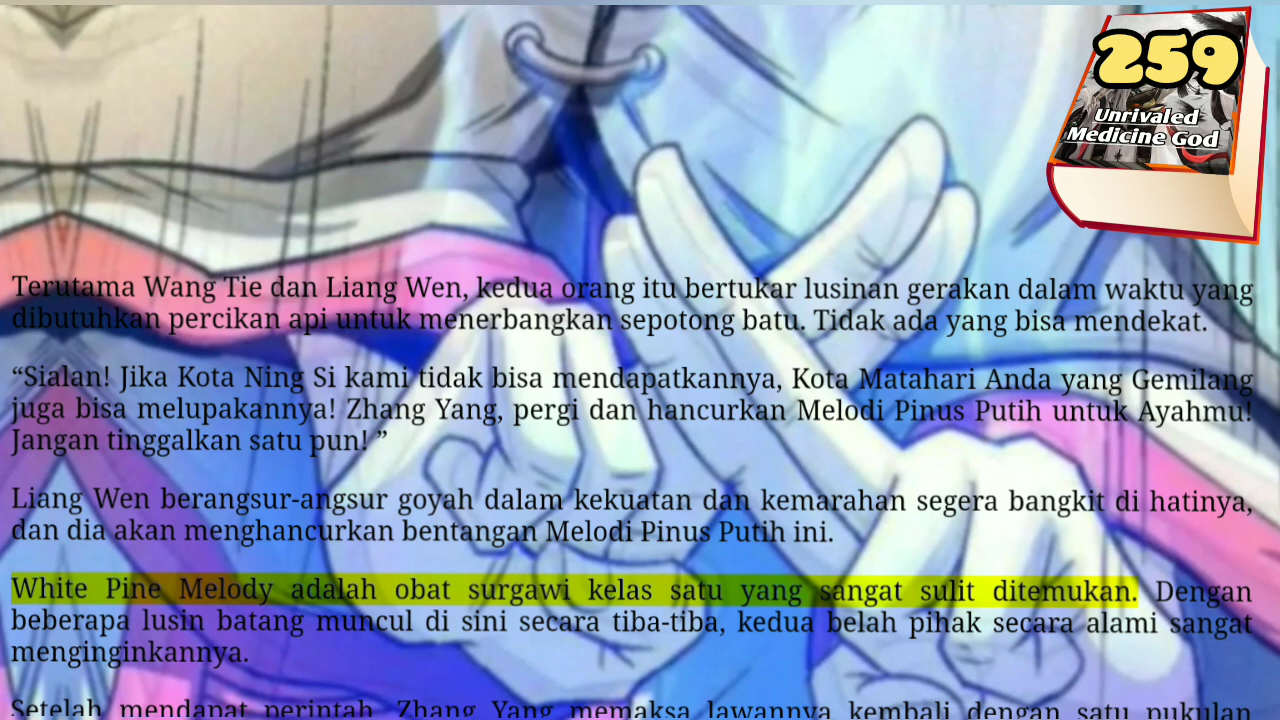 259
Unrivaled
Medicine God
Terutama Wang Tie dan Liang Wen, kedua orang itu bertukar lusinan gerakan dalam waktu yang
dibutuhkan percikan api untuk menerbangkan sepotong batu. Tidak ada yang bisa mendekat.
“Sialan! Jika Kota Ning Si kami tidak bisa mendapatkannya, Kota Matahari Anda yang Gemilang
juga bisa melupakannya! Zhang Yang, pergi dan hancurkan Melodi Pinus Putih untuk Ayahmu!
Jangan tinggalkan satu pun! ”
Liang Wen berangsur-angsur goyah dalam kekuatan dan kemarahan segera bangkit di hatinya,
dan dia akan menghancurkan bentangan Melodi Pinus Putih ini.
White Pine Melody adalah obat surgawi kelas satu yang sangat sulit ditemukan. Dengan
beberapa lusin batang muncul di sini secara tiba-tiba, kedua belah pihak secara alami sangat
menginginkannya.
Setelah mendapat perintah, Zhang Yang memaksa lawannya kembali dengan satu pukulan